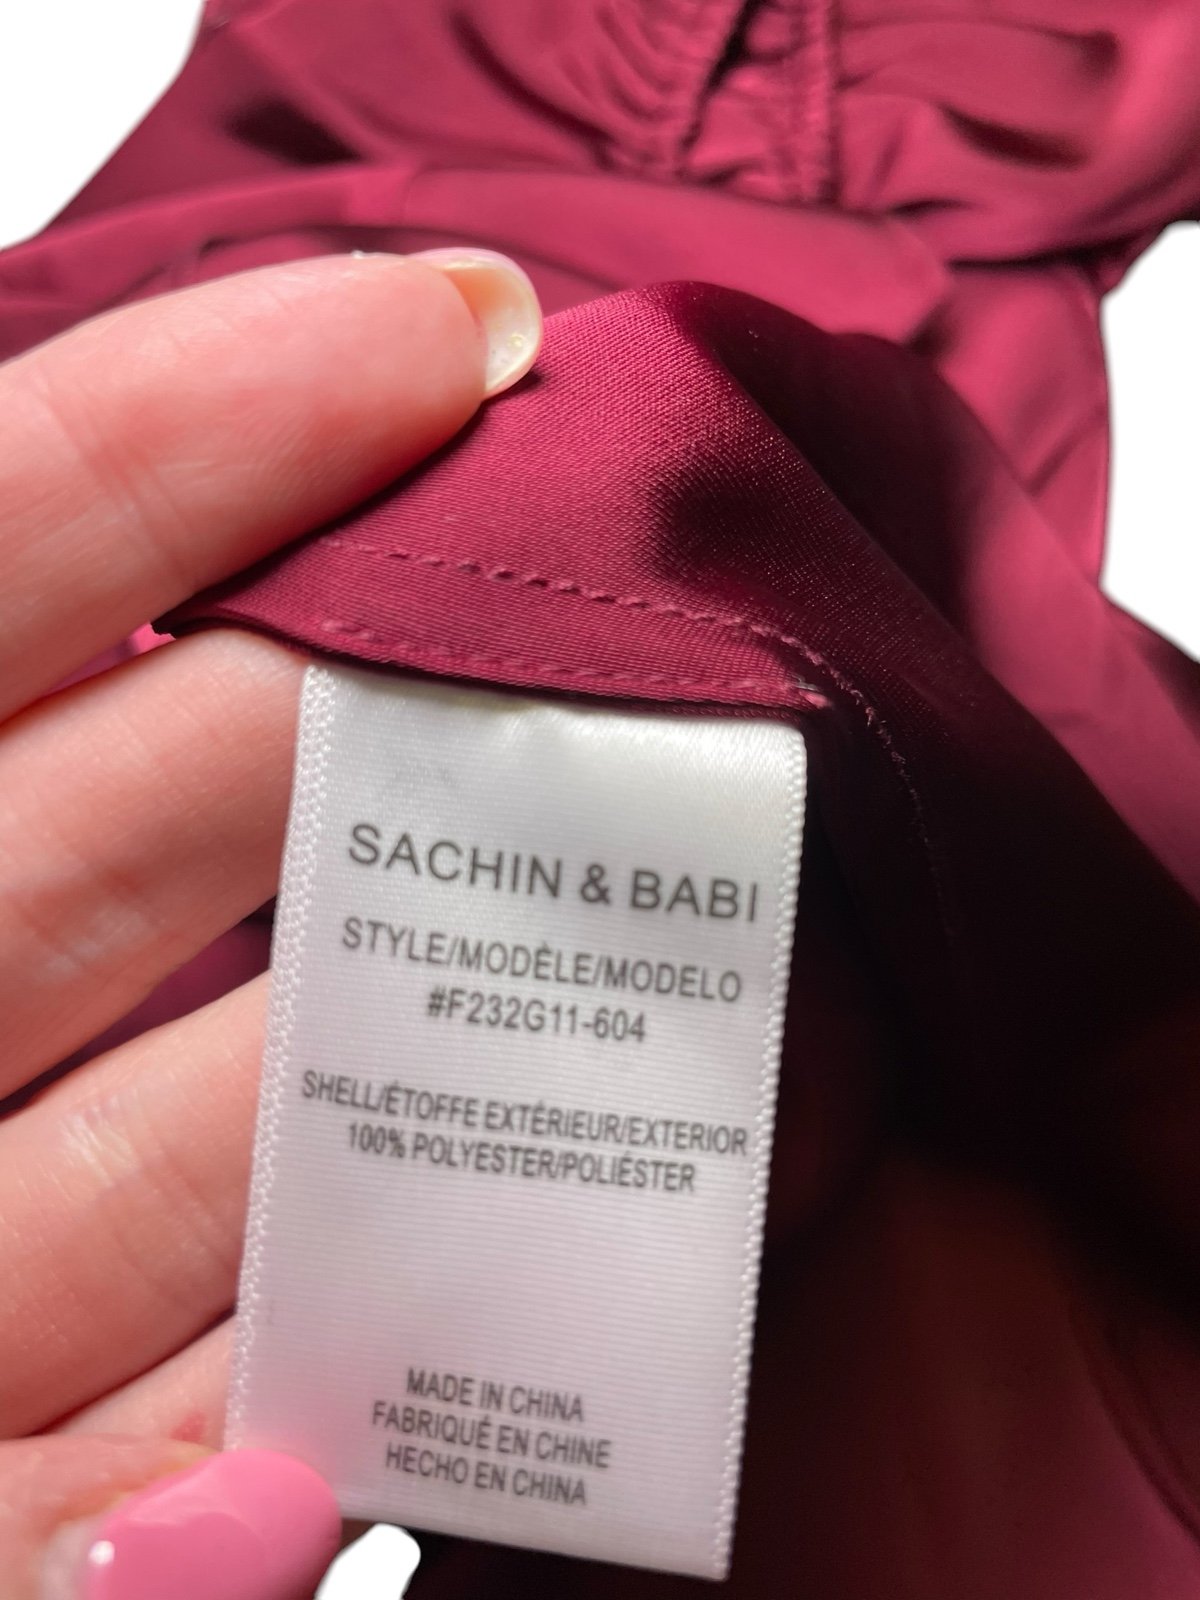 SACHIN & BABI
STYLE/MODÈLE/MODELO
#F232G11-604
SHELL/ÉTOFFE EXTÉRIEUR/EXTERIOR
100% POLYESTER/POLIÉSTER
MADE IN CHINA
FABRIQUÉ EN CHINE
HECHO EN CHINA